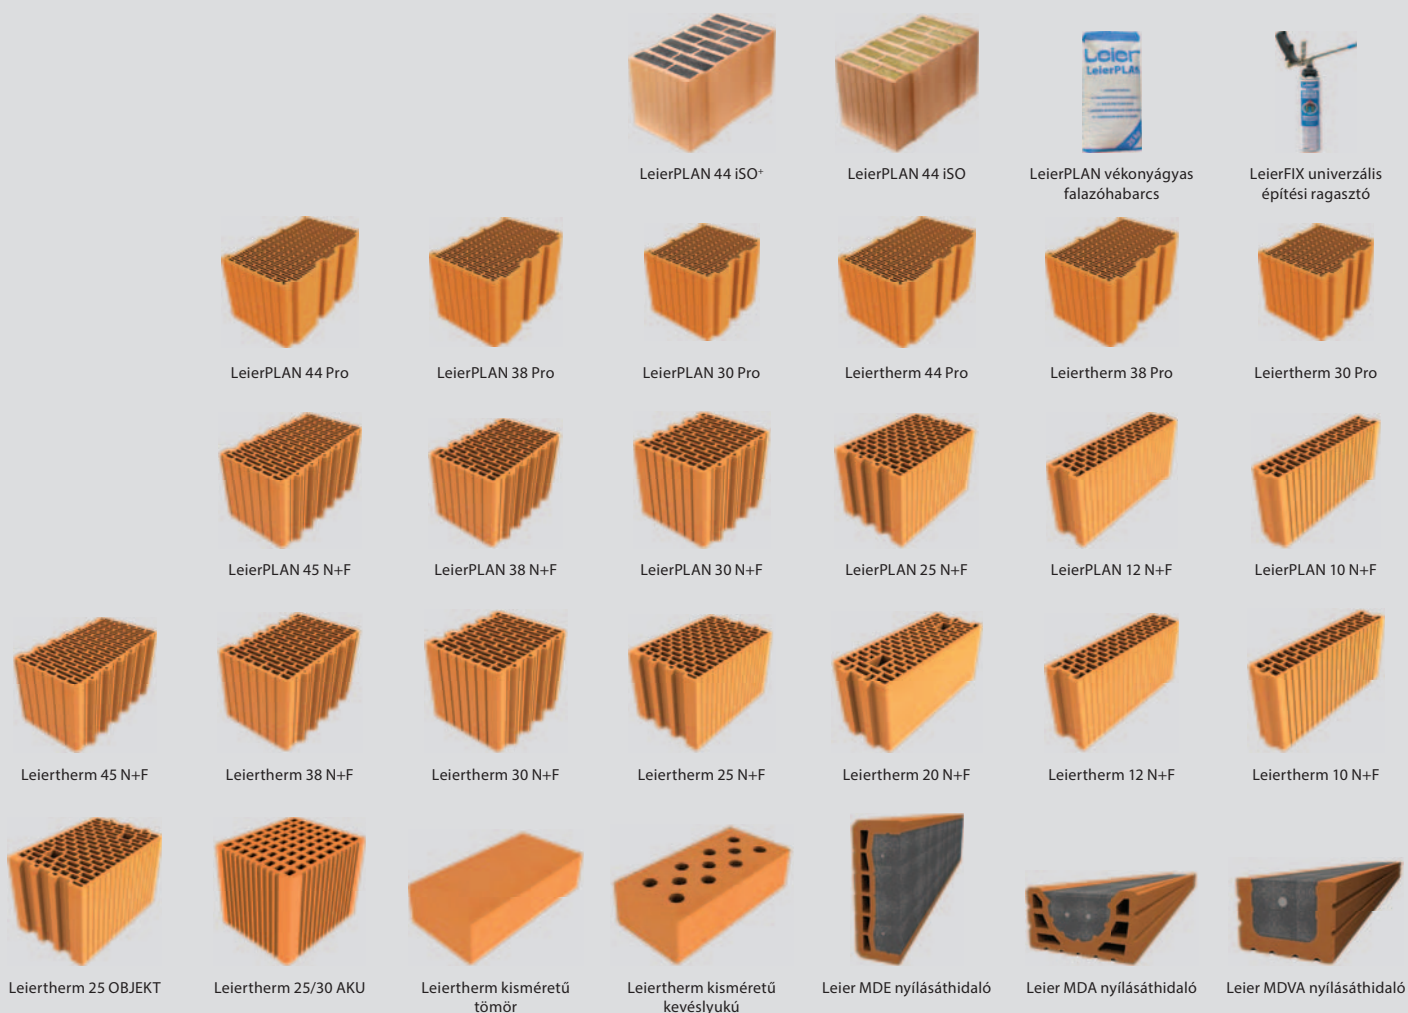 Leier
LeierPLAN
LeierPLAN 44 iSO+
LeierPLAN 44 iSO
LeierPLAN vékonyágyas
falazóhabarcs
LeierFIX univerzális
építési ragasztó
LeierPLAN 44 Pro
LeierPLAN 38 Pro
LeierPLAN 30 Pro
Leiertherm 44 Pro
Leiertherm 38 Pro
Leiertherm 30 Pro
LeierPLAN 45 N+F
LeierPLAN 38 N+F
LeierPLAN 30 N+F
LeierPLAN 25 N+F
LeierPLAN 12 N+F
LeierPLAN 10 N+F
Leiertherm 45 N+F
Leiertherm 38 N+F
Leiertherm 30 N+F
Leiertherm 25 N+F
Leiertherm 20 N+F
Leiertherm 12 N+F
Leiertherm 10 N+F
Leiertherm 25 OBJEKT
Leiertherm 25/30 AKU
Leiertherm kisméretű
tömör
Leiertherm kisméretű
kevéslyukú
Leier MDE nyílásáthidaló
Leier MDA nyílásáthidaló
Leier MDVA nyílásáthidaló